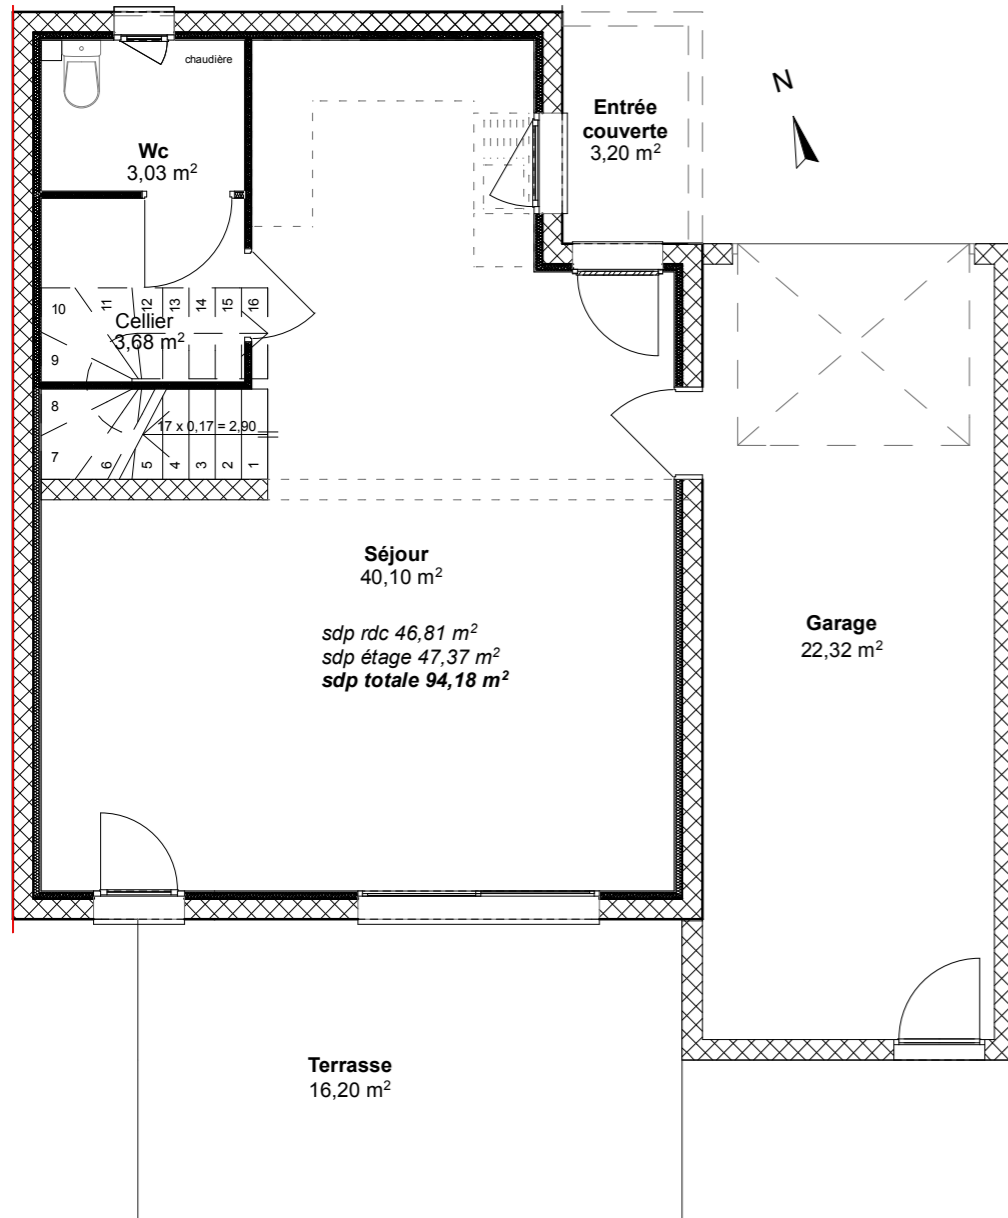 chaudière
N
Entrée
couverte
3,20 m²
Wc
3,03 m²
10
11
12
13
14
15
16
Cellier
3,68 m²
9
8
17 x 0,17 = 2,90
7
6
5
4
3
2
1
Séjour
40,10 m²
sdp rdc 46,81 m²
sdp étage 47,37 m²
sdp totale 94,18 m²
Garage
22,32 m²
Terrasse
16,20 m²